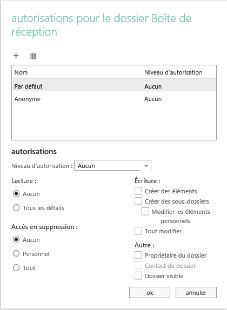 autorisations pour le dossier Boîte de
réception
Nom Niveau d'autorisation
Par défaut Aucun
Anonyme Aucun
autorisations
Niveau d'autorisation : Aucun
Lecture :
Aucun
Tous les détails
Accès en suppression :
Aucun
Personnel
Tout
Écriture :
Créer des éléments
Créer des sous-dossiers
Modifier les éléments
personnels
Tout modifier
Autre :
Propriétaire du dossier
Contact du dossier
Dossier visible
ok annuler